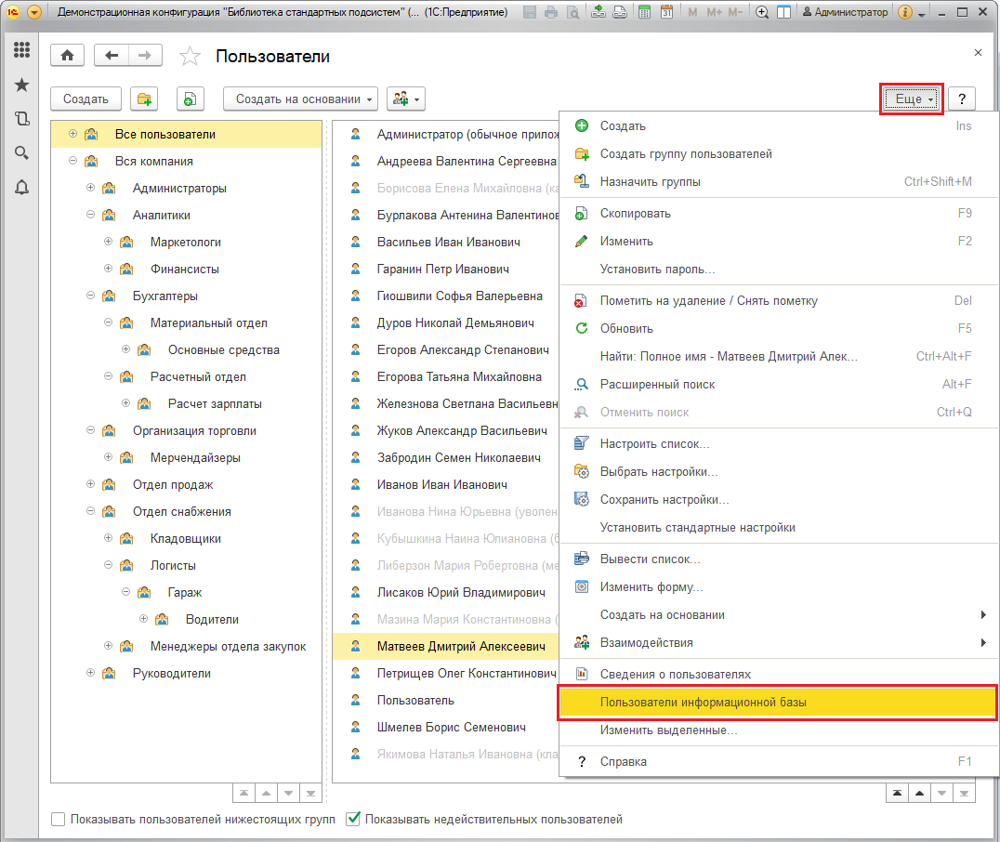 Демонстрационная конфигурация "Библиотека стандартных подсистем" (... (1С:Предприятие)
M M+ M- Администратор
Пользователи
Создать Создать на основании Еще ?
Все пользователи
Вся компания
Администраторы
Аналитики
Маркетологи
Финансисты
Бухгалтеры
Материальный отдел
Основные средства
Расчетный отдел
Расчет зарплаты
Организация торговли
Мерчендайзеры
Отдел продаж
Отдел снабжения
Кладовщики
Логисты
Гараж
Водители
Менеджеры отдела закупок
Руководители
Администратор (обычное прилож
Андреева Валентина Сергеевна
Борисова Елена Михайловна (ка
Бурлакова Антенина Валентинов
Васильев Иван Иванович
Гаранин Петр Иванович
Гиошвили Софья Валерьевна
Дуров Николай Демьянович
Егоров Александр Степанович
Егорова Татьяна Михайловна
Железнова Светлана Васильевн
Жуков Александр Васильевич
Забродин Семен Николаевич
Иванов Иван Иванович
Иванова Нина Юрьевна (уволен
Кубышкина Наина Юлиановна (б
Либерзон Мария Робертовна (ме
Лисаков Юрий Владимирович
Мазина Мария Константиновна (
Матвеев Дмитрий Алексеевич
Петрищев Олег Константинович
Пользователь
Шмелев Борис Семенович
Якимова Наталья Ивановна (кла
Создать Ins
Создать группу пользователей
Назначить группы Ctrl+Shift+M
Скопировать F9
Изменить F2
Установить пароль...
Пометить на удаление / Снять пометку Del
Обновить F5
Найти: Полное имя - Матвеев Дмитрий Алек... Ctrl+Alt+F
Расширенный поиск Alt+F
Отменить поиск Ctrl+Q
Настроить список...
Выбрать настройки...
Сохранить настройки...
Установить стандартные настройки
Вывести список...
Изменить форму...
Создать на основании
Взаимодействия
Сведения о пользователях
Пользователи информационной базы
Изменить выделенные...
? Справка F1
Показывать пользователей нижестоящих групп Показывать недействительных пользователей